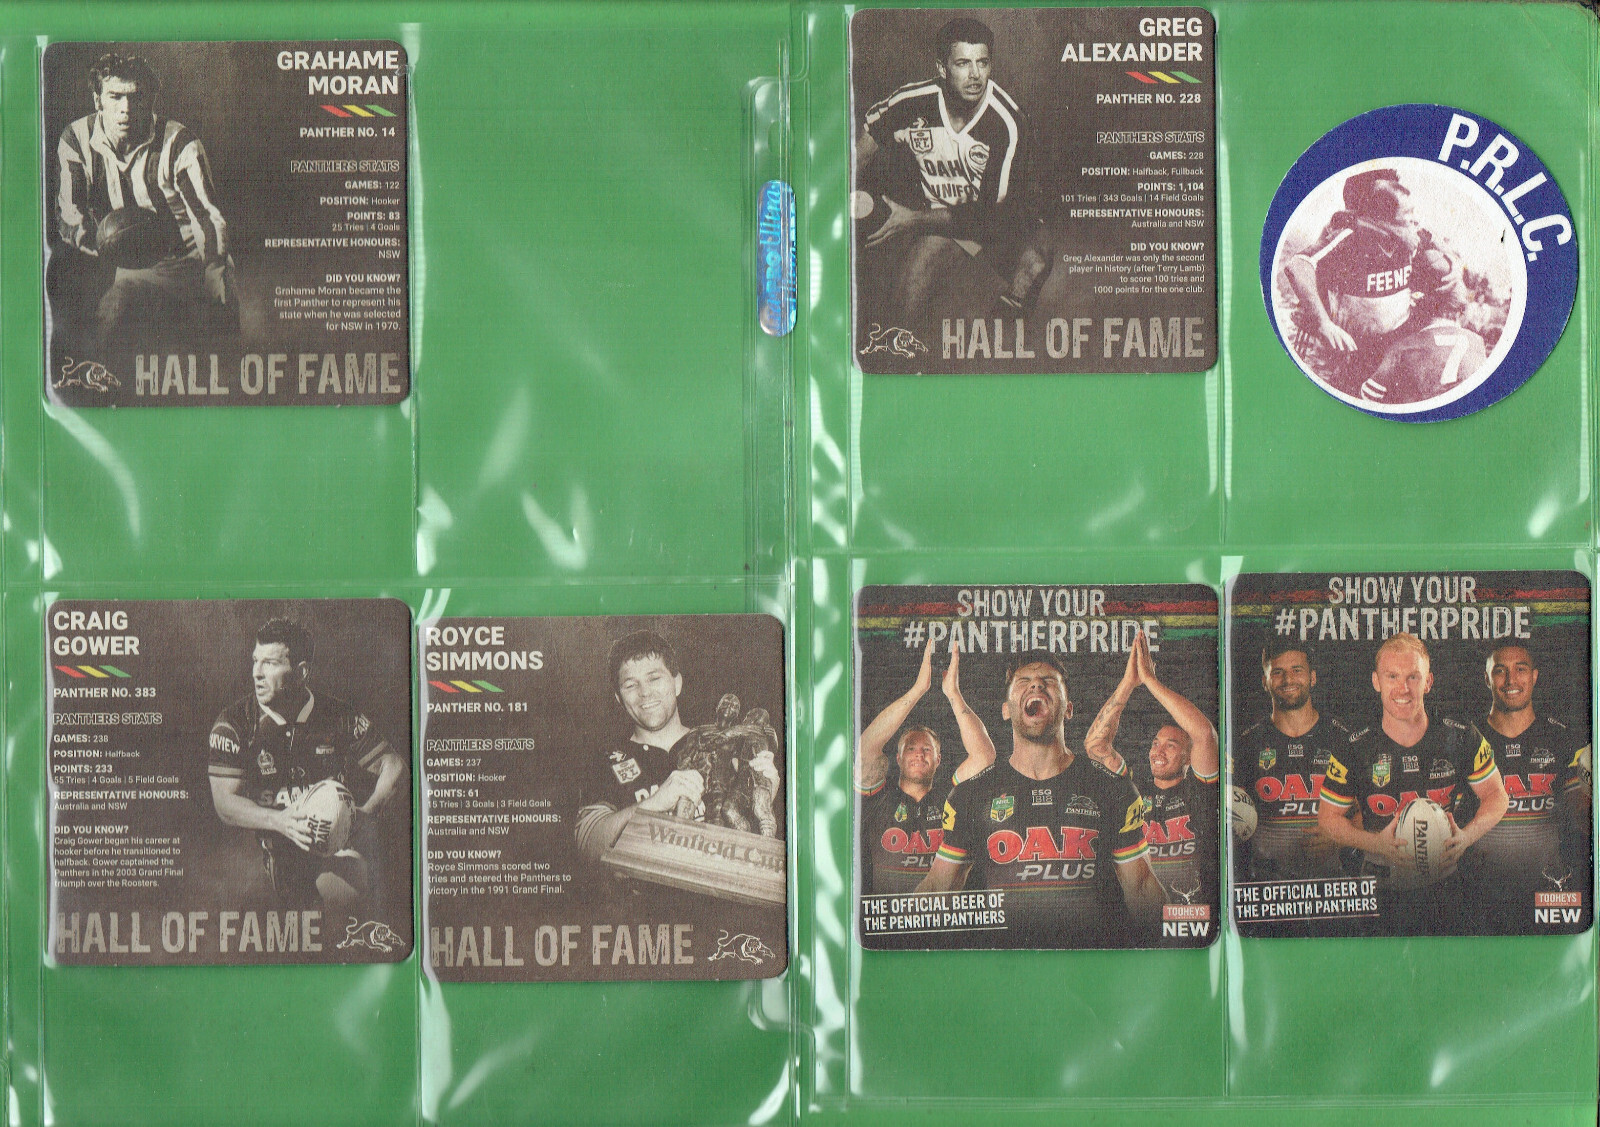 GRAHAME
MORAN
PANTHER NO. 14
PANTHERS STATS
GAMES: 122
POSITION: Hooker
POINTS: 83
25 Tries | 4 Goals
REPRESENTATIVE HONOURS:
NSW
DID YOU KNOW?
Grahame Moran became the
first Panther to represent his
state when he was selected
for NSW in 1970.
HALL OF FAME
GREG
ALEXANDER
PANTHER NO. 228
PANTHERS STATS
GAMES: 228
POSITION: Halfback, Fullback
POINTS: 1,104
101 Tries | 343 Goals | 14 Field Goals
REPRESENTATIVE HONOURS:
Australia and NSW
DID YOU KNOW?
Greg Alexander was only the second
player in history (after Terry Lamb)
to score 100 tries and
1000 points for the one club.
HALL OF FAME
P.R.L.C.
FEENE
7
CRAIG
GOWER
PANTHER NO. 383
PANTHERS STATS
GAMES: 238
POSITION: Halfback
POINTS: 233
55 Tries | 4 Goals | 5 Field Goals
REPRESENTATIVE HONOURS:
Australia and NSW
DID YOU KNOW?
Craig Gower began his career at
hooker before he transitioned to
halfback. Gower captained the
Panthers in the 2003 Grand Final
triumph over the Roosters.
HALL OF FAME
ROYCE
SIMMONS
PANTHER NO. 181
PANTHERS STATS
GAMES: 237
POSITION: Hooker
POINTS: 61
15 Tries | 3 Goals | 3 Field Goals
REPRESENTATIVE HONOURS:
Australia and NSW
DID YOU KNOW?
Royce Simmons scored two
tries and steered the Panthers to
victory in the 1991 Grand Final.
Winfield Cup
HALL OF FAME
SHOW YOUR
#PANTHERPRIDE
ESQ
OAK
PLUS
THE OFFICIAL BEER OF
THE PENRITH PANTHERS
TOOHEYS
NEW
SHOW YOUR
#PANTHERPRIDE
ESQ
OAK
PLUS
THE OFFICIAL BEER OF
THE PENRITH PANTHERS
TOOHEYS
NEW